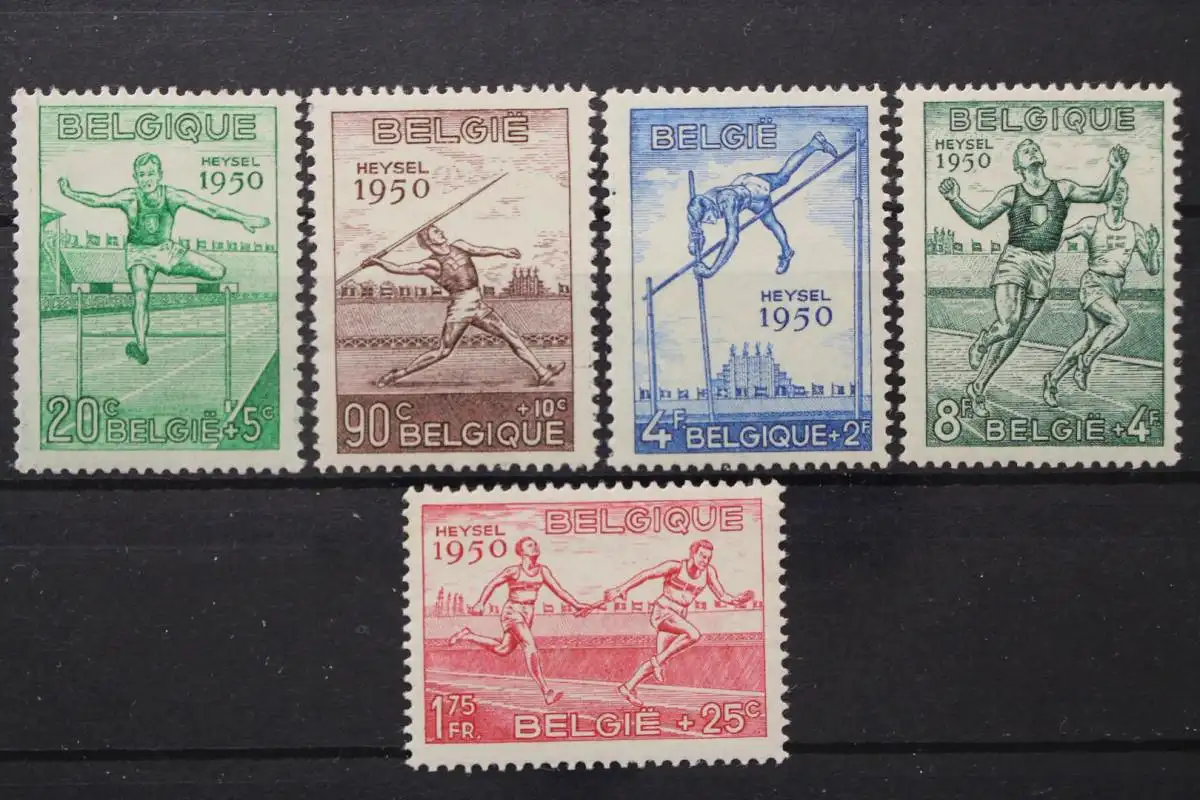 BELGIQUE
HEYSEL
1950
20C BELGIË +5C
BELGIË
HEYSEL
1950
90C +10C
BELGIQUE
BELGIË
HEYSEL
1950
4F BELGIQUE +2F
BELGIQUE
HEYSEL
1950
8F BELGIË +4F
HEYSEL BELGIQUE
1950
1.75 FR. BELGIË + 25C